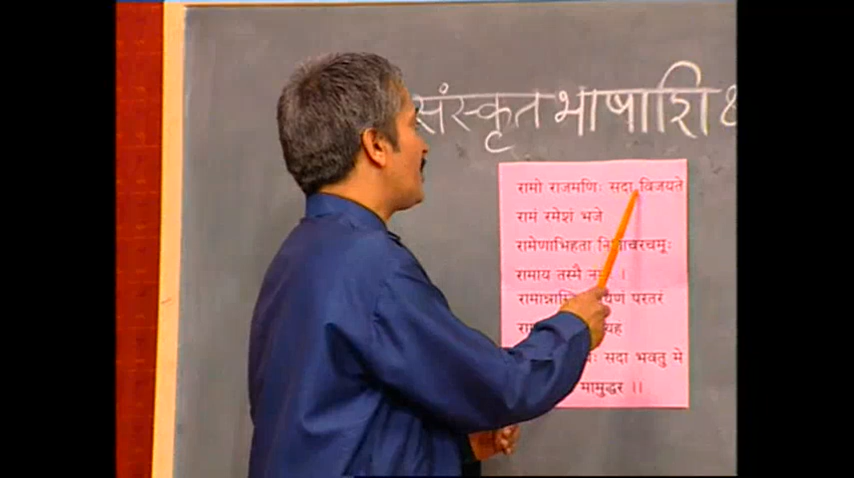 संस्कृतभाषाशि
रामो राजमणिः सदा विजयते
रामं रमेशं भजे
रामेणाभिहता
रामाय तस्मै ।
रामान्नास्ति परतरं
सदा भवतु मे
मामुद्धर ।।